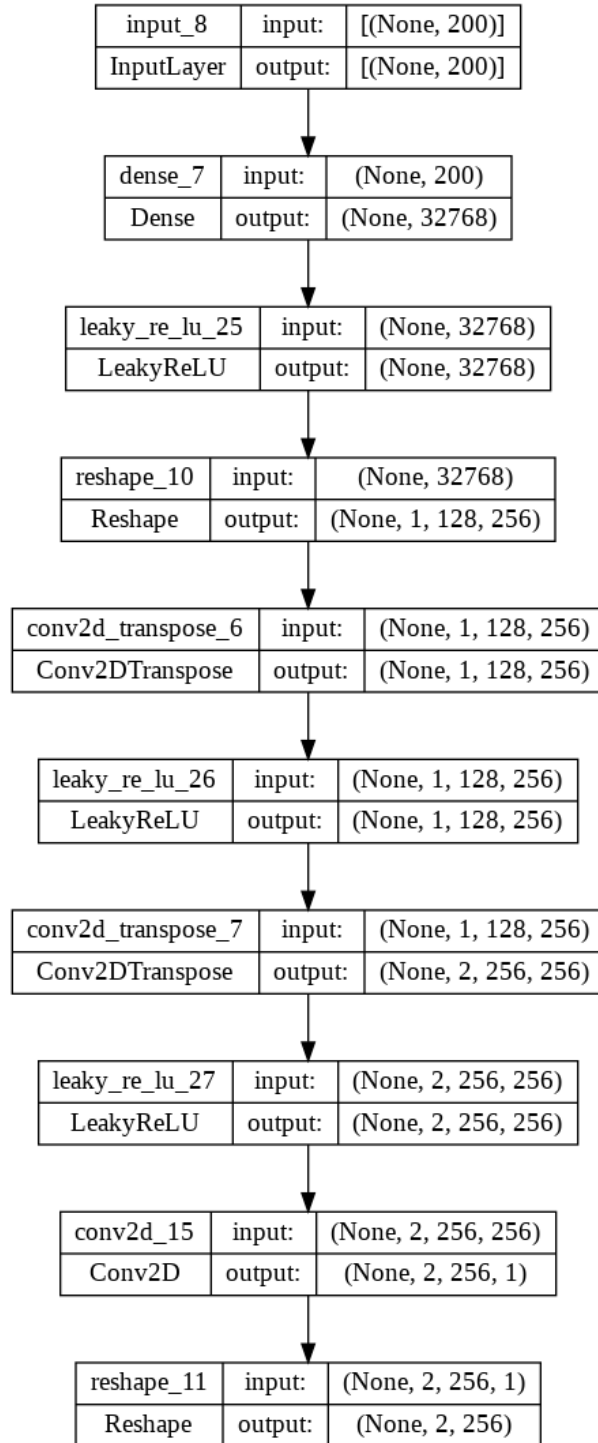 input_8 input: [(None, 200)]
InputLayer output: [(None, 200)]
dense_7 input: (None, 200)
Dense output: (None, 32768)
leaky_re_lu_25 input: (None, 32768)
LeakyReLU output: (None, 32768)
reshape_10 input: (None, 32768)
Reshape output: (None, 1, 128, 256)
conv2d_transpose_6 input: (None, 1, 128, 256)
Conv2DTranspose output: (None, 1, 128, 256)
leaky_re_lu_26 input: (None, 1, 128, 256)
LeakyReLU output: (None, 1, 128, 256)
conv2d_transpose_7 input: (None, 1, 128, 256)
Conv2DTranspose output: (None, 2, 256, 256)
leaky_re_lu_27 input: (None, 2, 256, 256)
LeakyReLU output: (None, 2, 256, 256)
conv2d_15 input: (None, 2, 256, 256)
Conv2D output: (None, 2, 256, 1)
reshape_11 input: (None, 2, 256, 1)
Reshape output: (None, 2, 256)